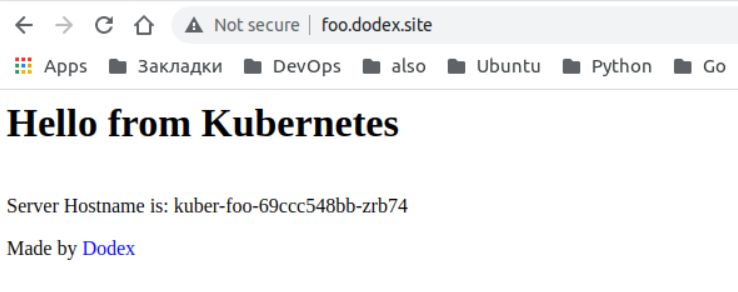 Not secure foo.dodex.site
Apps Закладки DevOps also Ubuntu Python Go
Hello from Kubernetes
Server Hostname is: kuber-foo-69ccc548bb-zrb74
Made by Dodex